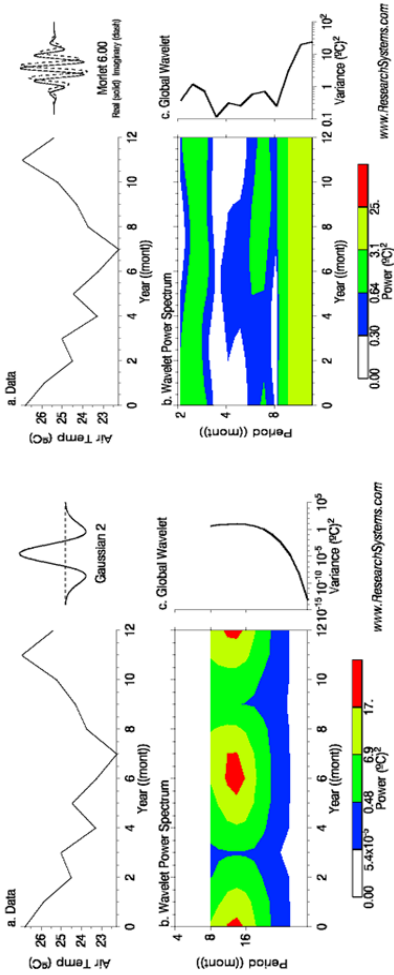 a. Data
Air Temp (ºC)
26
25
24
23
0 2 4 6 8 10 12
Year ((mont))
Gaussian 2
b. Wavelet Power Spectrum
Period ((mont))
4
8
16
0 2 4 6 8 10 12
Year ((mont))
c. Global Wavelet
10⁻¹⁵ 10⁻¹⁰ 10⁻⁵ 1 10⁵
Variance (ºC)²
0.00 5.4x10⁻⁵ 0.48 6.9 17.
Power (ºC)²
www.ResearchSystems.com
a. Data
Air Temp (ºC)
26
25
24
23
0 2 4 6 8 10 12
Year ((mont))
Morlet 6.00
Real (solid) Imaginary (dash)
b. Wavelet Power Spectrum
Period ((mont))
2
4
8
0 2 4 6 8 10 12
Year ((mont))
c. Global Wavelet
0.1 1 10 10²
Variance (ºC)²
0.00 0.30 0.64 3.1 25.
Power (ºC)²
www.ResearchSystems.com